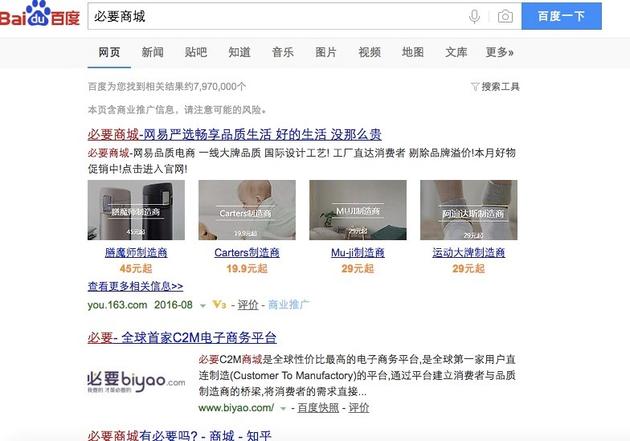 Bai du 百度
必要商城
百度一下
网页 新闻 贴吧 知道 音乐 图片 视频 地图 文库 更多»
百度为您找到相关结果约7,970,000个
搜索工具
本页含商业推广信息，请注意可能的风险。
必要商城-网易严选畅享品质生活 好的生活 没那么贵
必要商城-网易品质电商 一线大牌品质 国际设计工艺! 工厂直达消费者 剔除品牌溢价!本月好物
促销中!点击进入官网!
膳魔师制造商 Carters制造商 MUJI制造商 阿迪达斯制造商
45元起 19.9元起 29元起 29元起
膳魔师制造商 Carters制造商 Mu-ji制造商 运动大牌制造商
45元起 19.9元起 29元起 29元起
查看更多相关信息>>
you.163.com 2016-08 V3 - 评价 - 商业推广
必要- 全球首家C2M电子商务平台
必要C2M商城是全球性价比最高的电子商务平台,是全球第一家用户直
连制造(Customer To Manufactory)的平台,通过平台建立消费者与品质
制造商的桥梁,将消费者的需求直接...
必要biyao.com
www.biyao.com/ - 百度快照 - 评价
必要商城有必要吗? - 商城 - 知乎